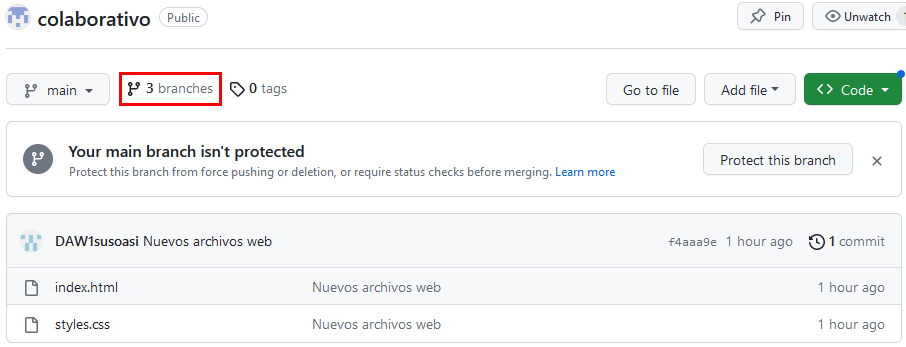 colaborativo Public Pin Unwatch
main 3 branches 0 tags Go to file Add file Code
Your main branch isn't protected
Protect this branch from force pushing or deletion, or require status checks before merging. Learn more
Protect this branch
DAW1susoasi Nuevos archivos web f4aaa9e 1 hour ago 1 commit
index.html Nuevos archivos web 1 hour ago
styles.css Nuevos archivos web 1 hour ago